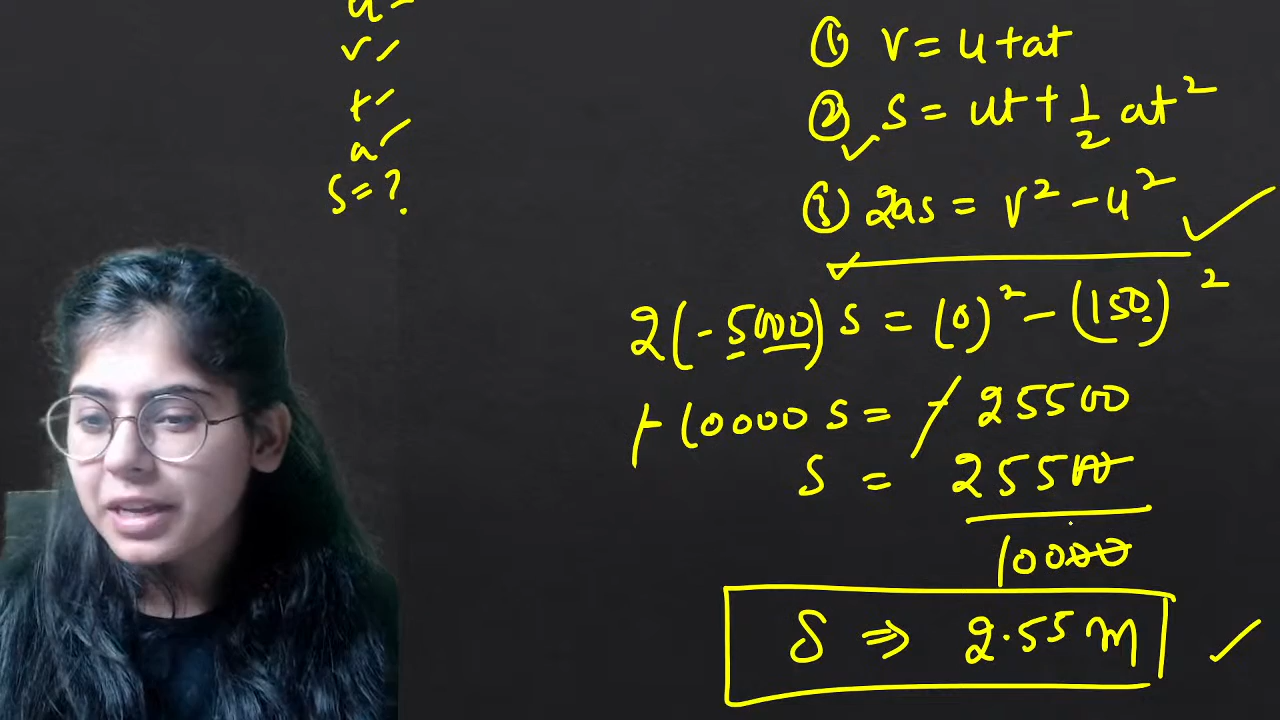 u -
v
t
a
S = ?
① v = u + at
② S = ut + 1/2 at²
③ 2as = v² - u²
2(-5000) S = (0)² - (150)²
- 10000 S = - 25500
S = 25500
10000
S ⇒ 2.55 m